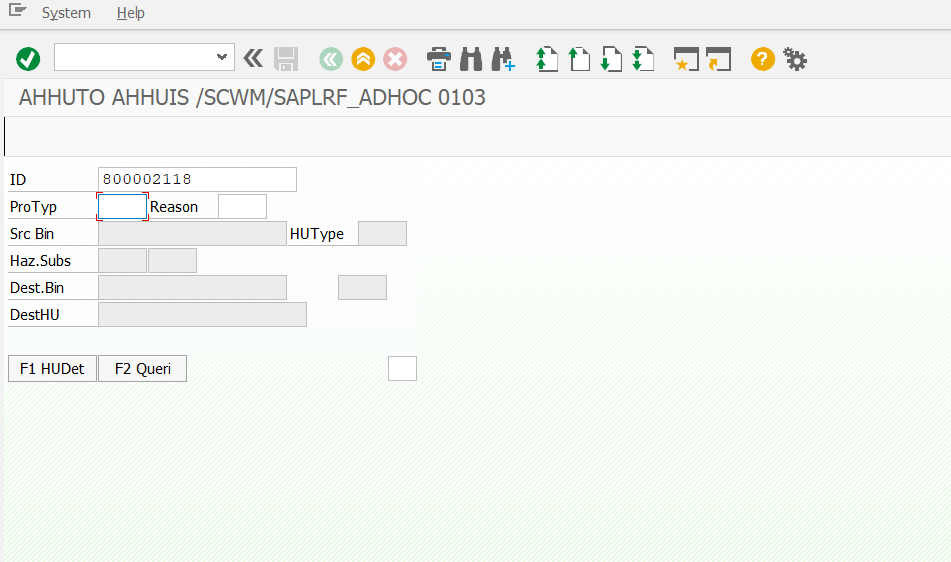 System Help
AHHUTO AHHUIS /SCWM/SAPLRF_ADHOC 0103
ID 800002118
ProTyp Reason
Src Bin HUType
Haz.Subs
Dest.Bin
DestHU
F1 HUDet F2 Queri